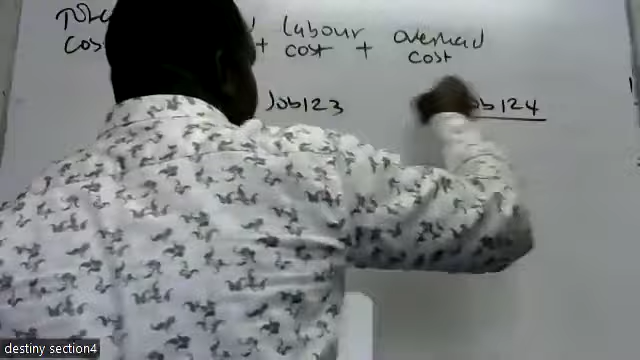 labour
cost + cost + overhead
cost
Job123 Job124
destiny section4